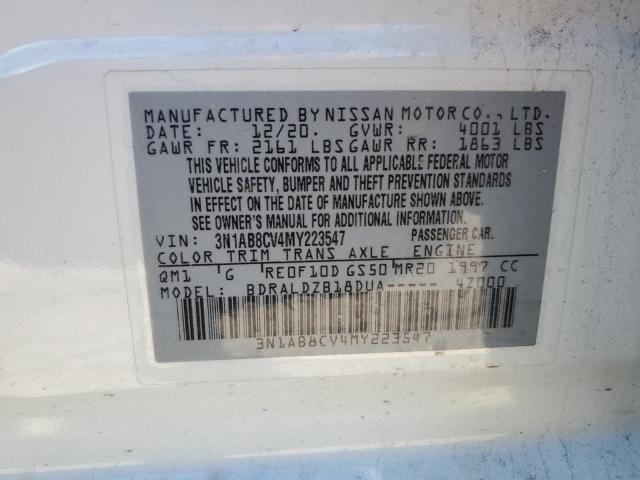 MANUFACTURED BY NISSAN MOTOR CO., LTD.
DATE: 12/20. GVWR: 4001 LBS
GAWR FR: 2161 LBS GAWR RR: 1863 LBS
THIS VEHICLE CONFORMS TO ALL APPLICABLE FEDERAL MOTOR
VEHICLE SAFETY, BUMPER AND THEFT PREVENTION STANDARDS
IN EFFECT ON THE DATE OF MANUFACTURE SHOWN ABOVE.
SEE OWNER'S MANUAL FOR ADDITIONAL INFORMATION.
VIN: 3N1AB8CV4MY223547 PASSENGER CAR.
COLOR TRIM TRANS AXLE ENGINE
QM1 G RE0F10D GS50 MR20 1997 CC
MODEL: BDRALDZB18DUA----- 4Z000
3N1AB8CV4MY223547